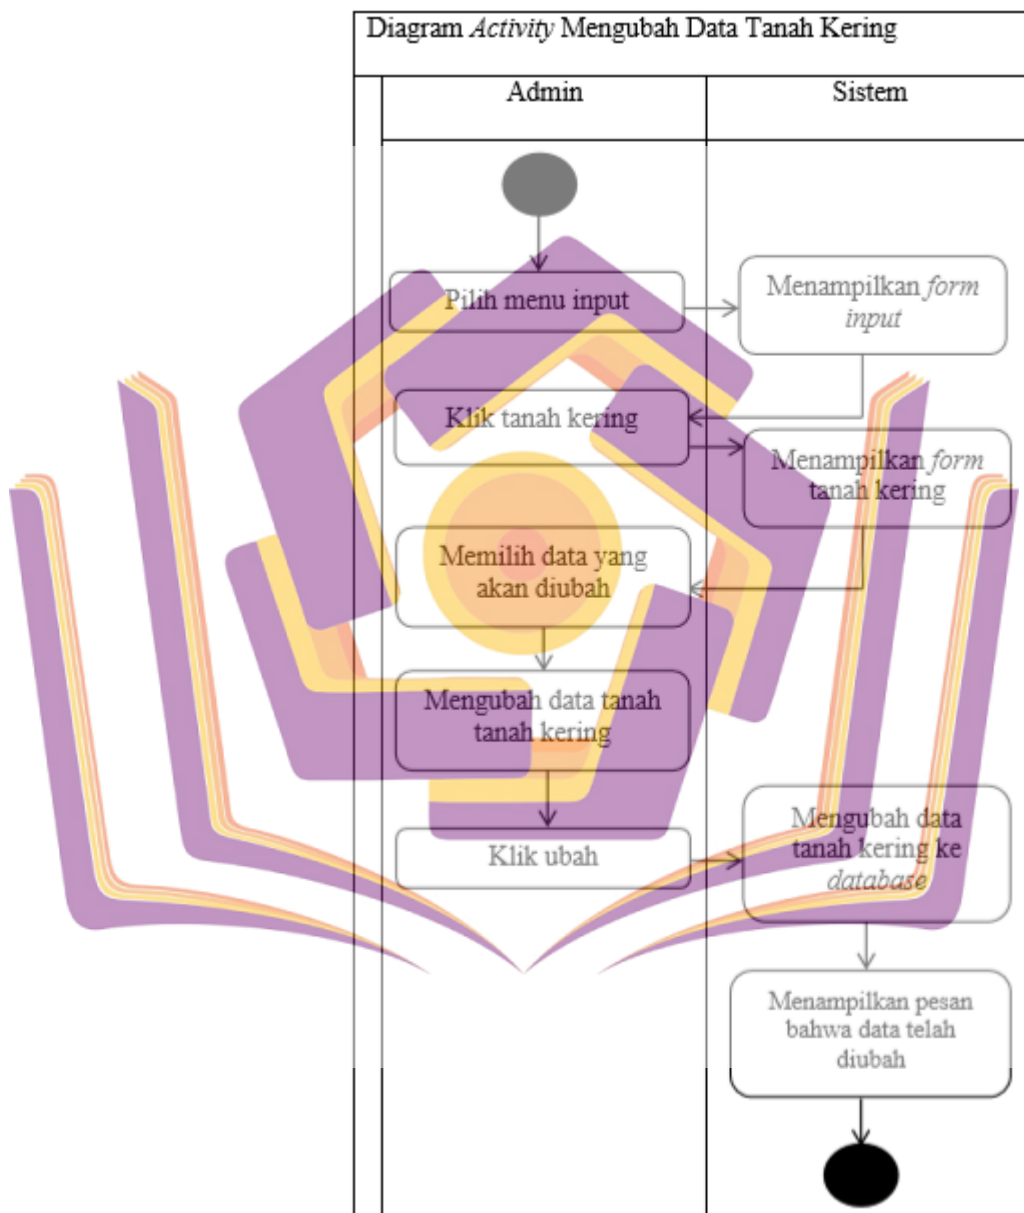 Diagram Activity Mengubah Data Tanah Kering
Admin
Sistem
Pilih menu input
Menampilkan form
input
Klik tanah kering
Menampilkan form
tanah kering
Memilih data yang
akan diubah
Mengubah data tanah
tanah kering
Klik ubah
Mengubah data
tanah kering ke
database
Menampilkan pesan
bahwa data telah
diubah